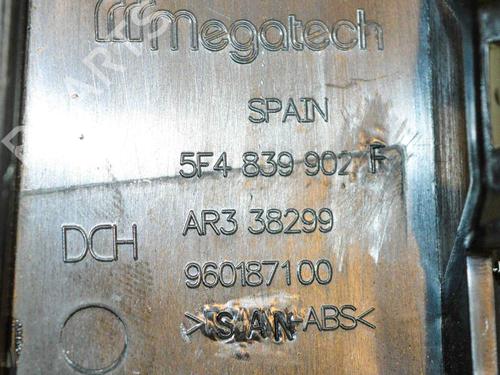 megatech
SPAIN
5F4 839 902 F
AR3 38299
DCH
960187100
>SAN-ABS<